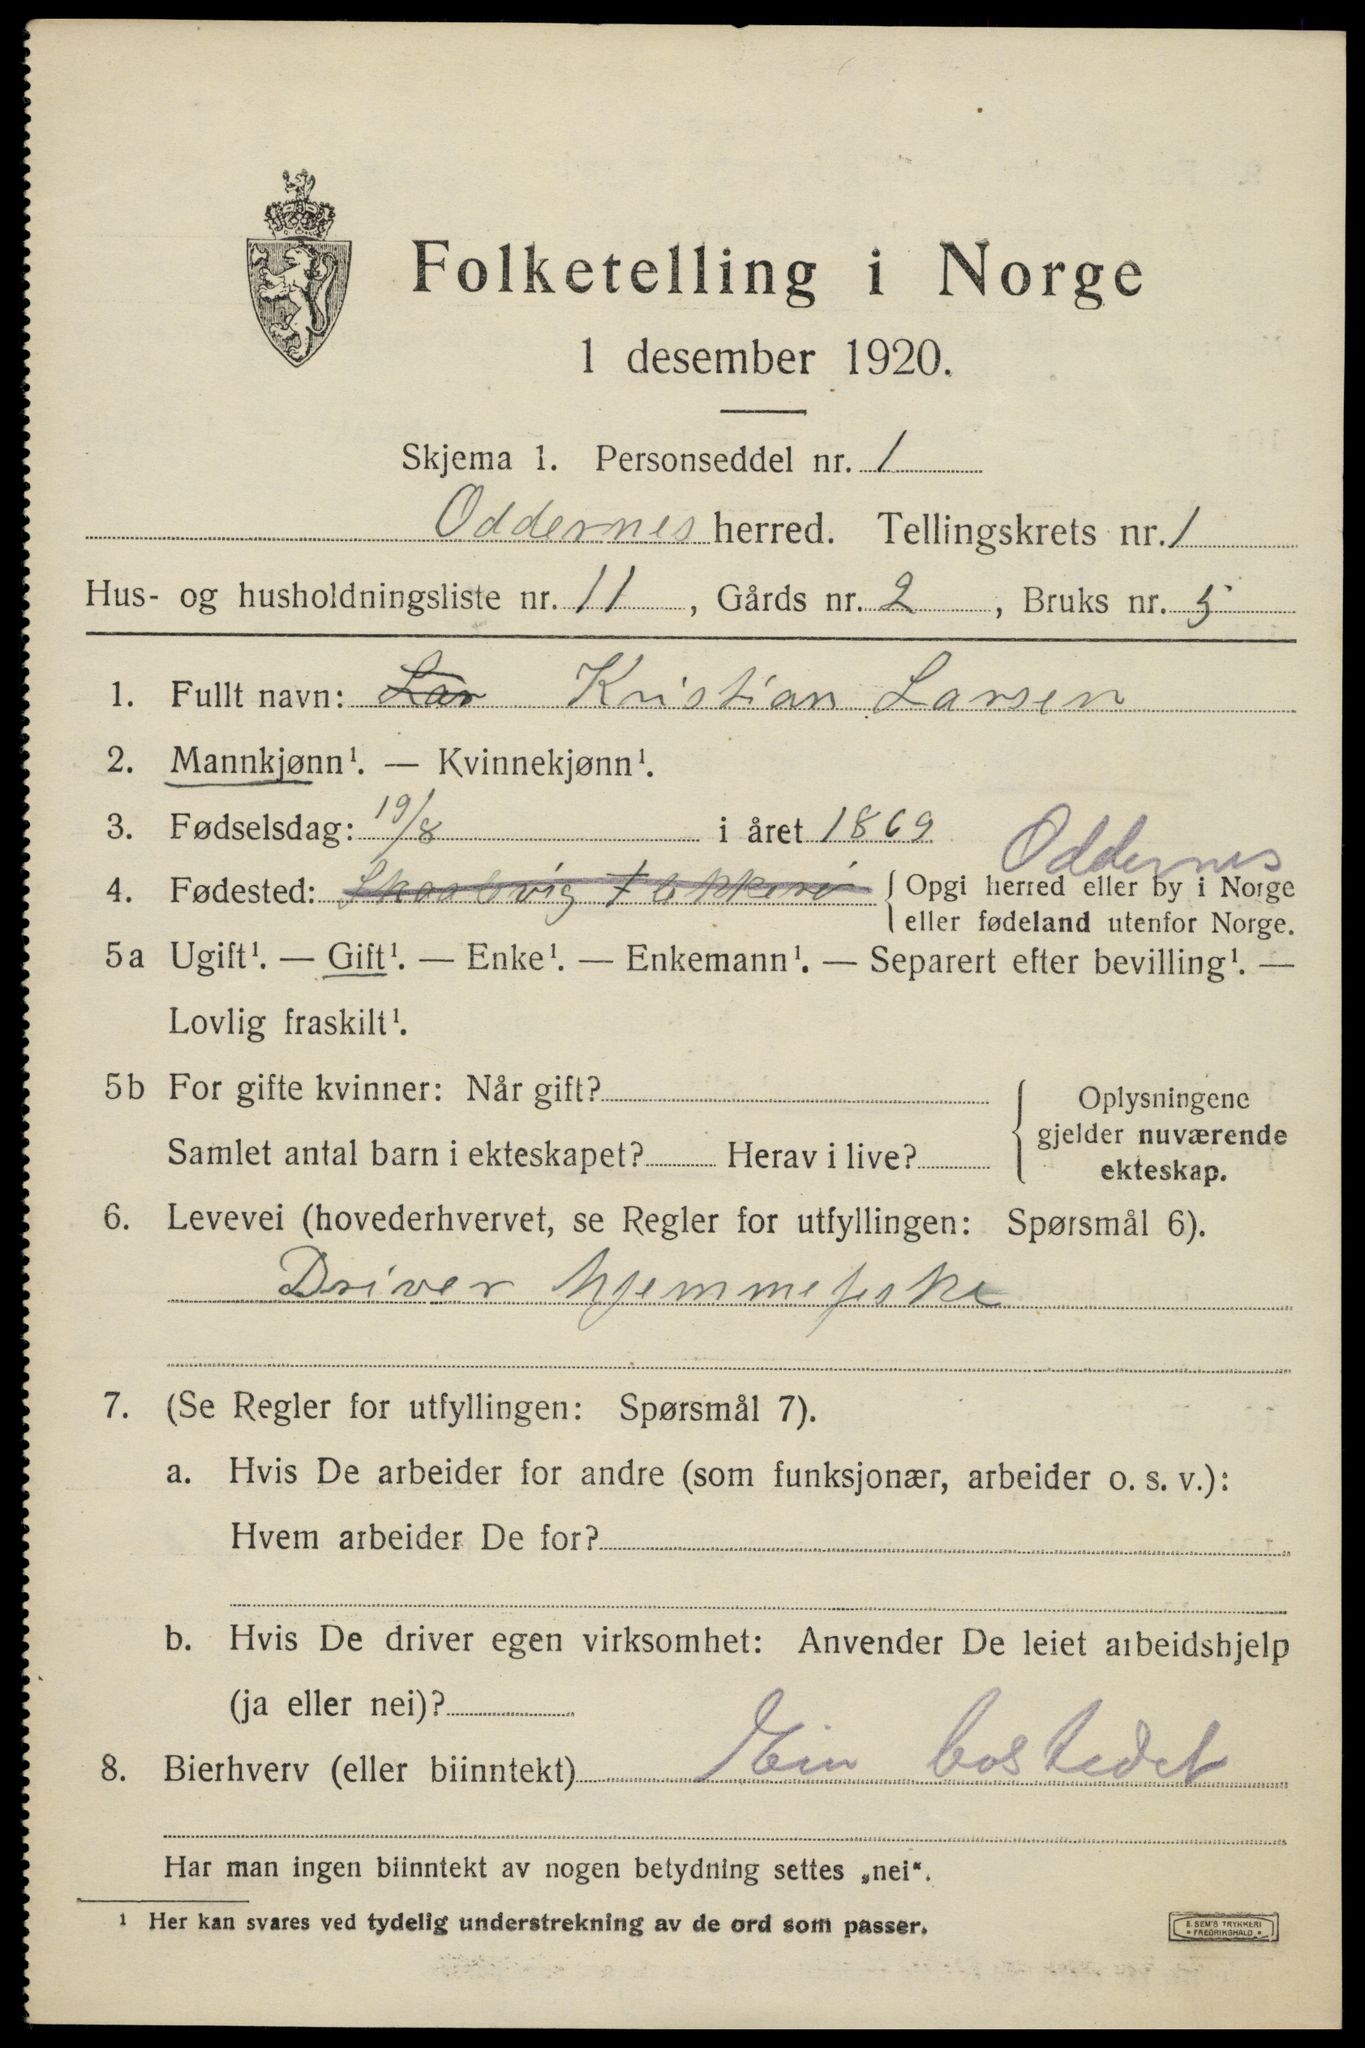 Folketelling i Norge
1 desember 1920.
Skjema 1. Personseddel nr. 1
Oddernes herred. Tellingskrets nr. 1
Hus- og husholdningsliste nr. 11, Gårds nr. 2, Bruks nr. 5
1. Fullt navn: Lar Kristian Larsen
2. Mannkjønn¹. — Kvinnekjønn¹.
3. Fødselsdag: 19/8 i året 1869
Oddernes
4. Fødested: Flekkerö { Opgi herred eller by i Norge
eller fødeland utenfor Norge.
5a Ugift¹. — Gift¹. — Enke¹. — Enkemann¹. — Separert efter bevilling¹. —
Lovlig fraskilt¹.
5b For gifte kvinner: Når gift?
Samlet antal barn i ekteskapet? Herav i live?
Oplysningene
gjelder nuværende
ekteskap.
6. Levevei (hovederhvervet, se Regler for utfyllingen: Spørsmål 6).
Driver hjemmefiske
7. (Se Regler for utfyllingen: Spørsmål 7).
a. Hvis De arbeider for andre (som funksjonær, arbeider o. s. v.):
Hvem arbeider De for?
b. Hvis De driver egen virksomhet: Anvender De leiet arbeidshjelp
(ja eller nei)?
8. Bierhverv (eller biinntekt) bostedet
Har man ingen biinntekt av nogen betydning settes „nei“.
¹ Her kan svares ved tydelig understrekning av de ord som passer.
E. SEM'S TRYKKERI
• FREDRIKSHALD •